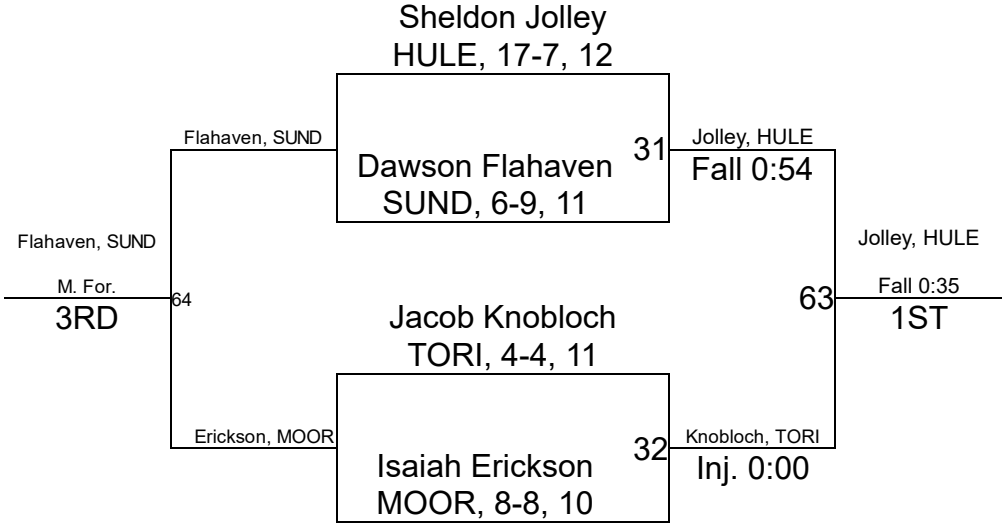 Sheldon Jolley
HULE, 17-7, 12
Flahaven, SUND
Dawson Flahaven
SUND, 6-9, 11
31
Jolley, HULE
Fall 0:54
Flahaven, SUND
M. For.
3RD
64
63
Jolley, HULE
Fall 0:35
1ST
Jacob Knobloch
TORI, 4-4, 11
Erickson, MOOR
Isaiah Erickson
MOOR, 8-8, 10
32
Knobloch, TORI
Inj. 0:00